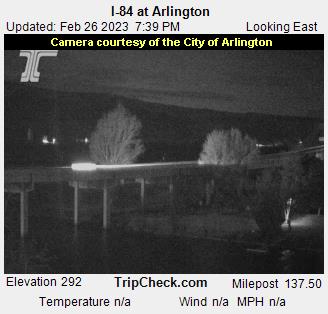 I-84 at Arlington
Updated: Feb 26 2023 7:39 PM Looking East
Camera courtesy of the City of Arlington
Elevation 292 TripCheck.com Milepost 137.50
Temperature n/a Wind n/a MPH n/a